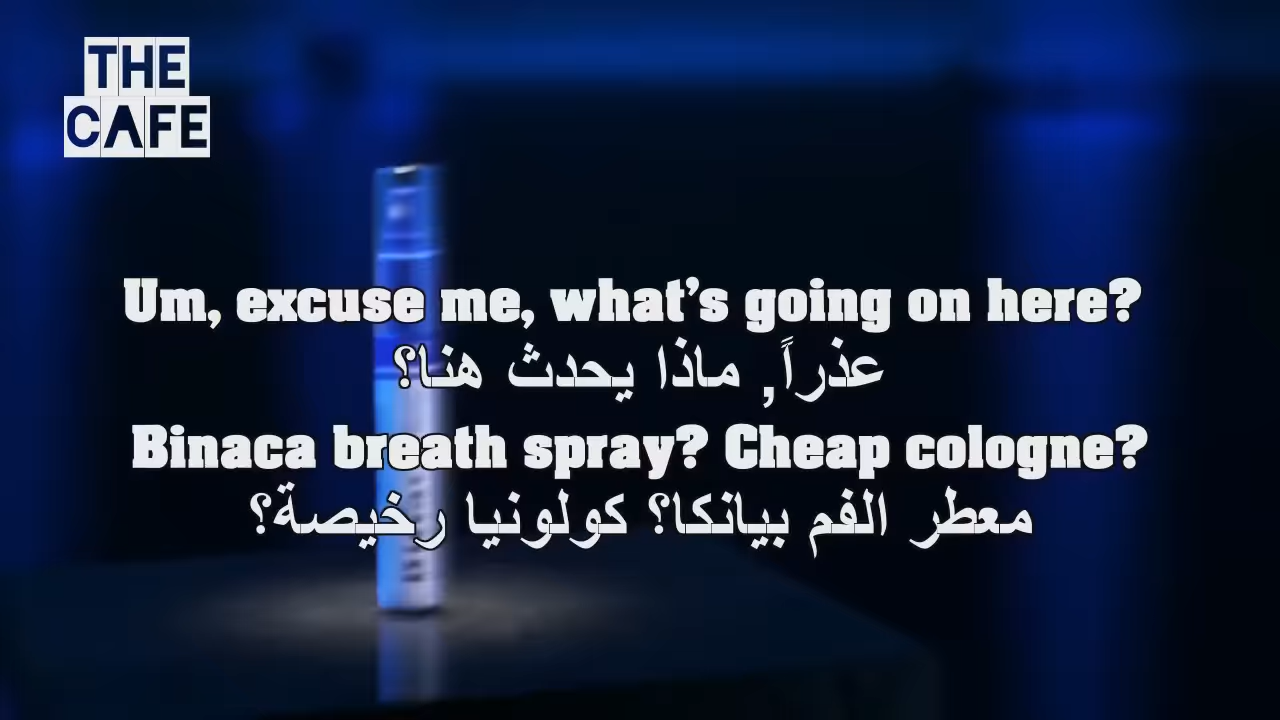 THE
CAFE
Um, excuse me, what's going on here?
عذراً, ماذا يحدث هنا؟
Binaca breath spray? Cheap cologne?
معطر الفم بيانكا؟ كولونيا رخيصة؟